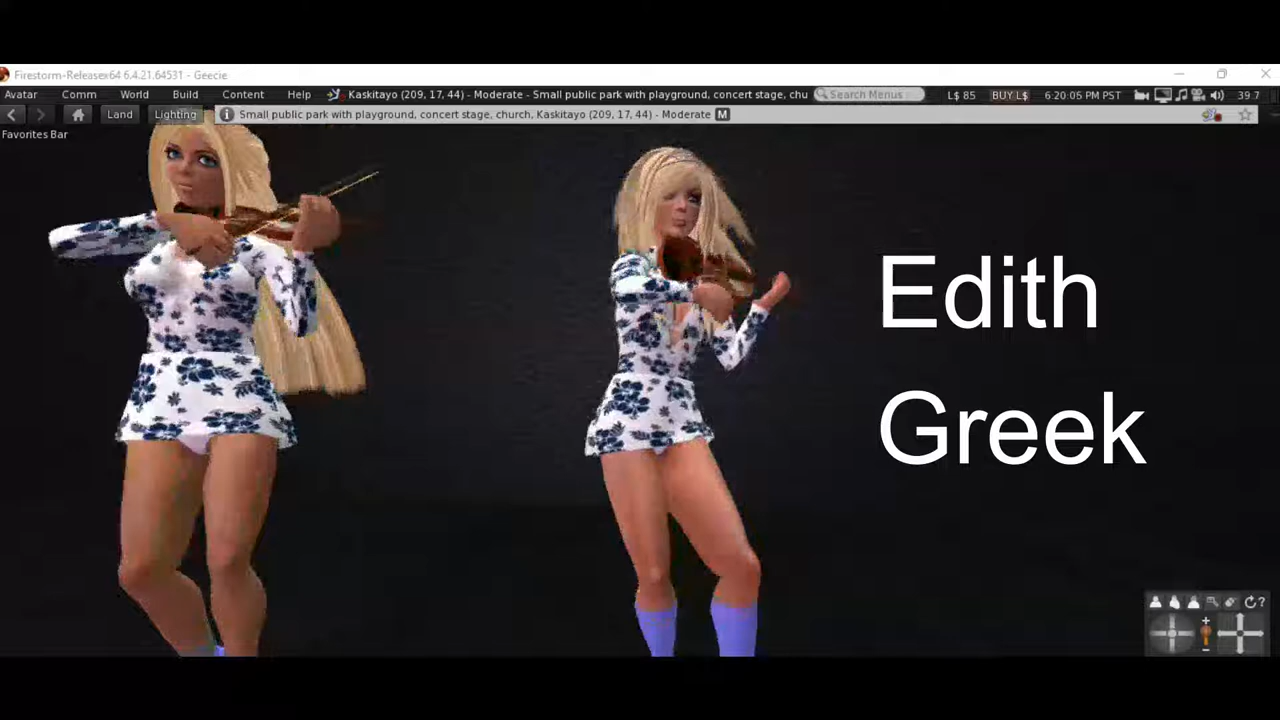 Firestorm-Releasex64 6.4.21.64531 - Geecie
Avatar Comm World Build Content Help Kaskitayo (209, 17, 44) - Moderate - Small public park with playground, concert stage, chu Search Menus L$ 85 BUY L$ 6:20:05 PM PST 39.7
Land Lighting Small public park with playground, concert stage, church, Kaskitayo (209, 17, 44) - Moderate M
Favorites Bar
Edith
Greek